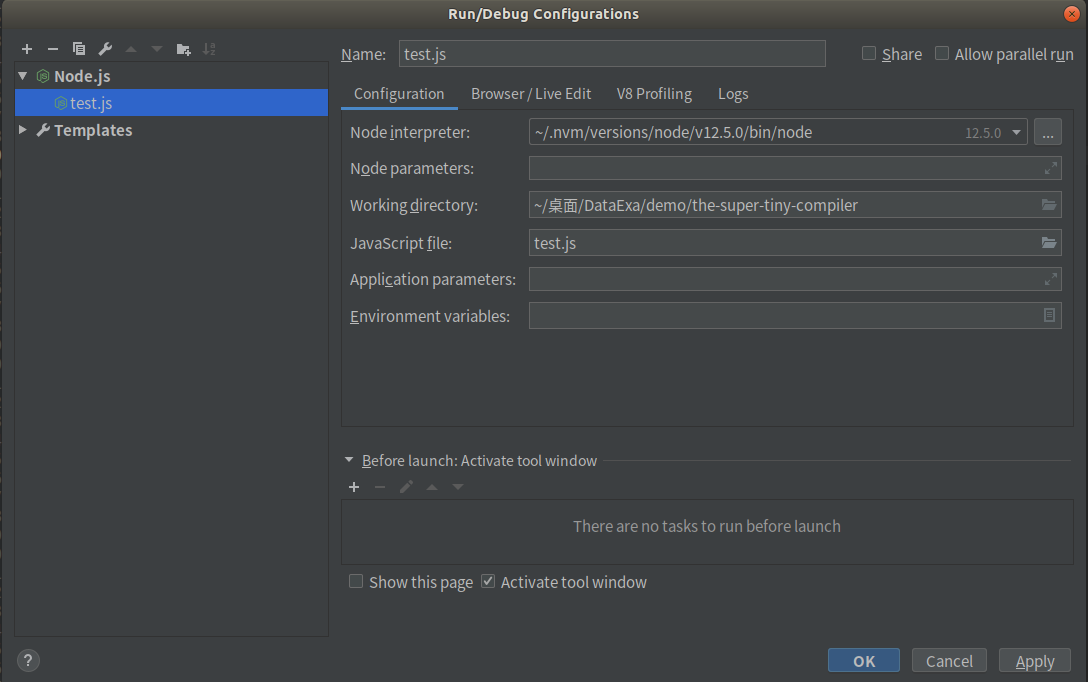 Run/Debug Configurations
Name: test.js Share Allow parallel run
Node.js
test.js
Templates
Configuration Browser / Live Edit V8 Profiling Logs
Node interpreter: ~/.nvm/versions/node/v12.5.0/bin/node 12.5.0 ...
Node parameters:
Working directory: ~/桌面/DataExa/demo/the-super-tiny-compiler
JavaScript file: test.js
Application parameters:
Environment variables:
Before launch: Activate tool window
There are no tasks to run before launch
Show this page Activate tool window
? OK Cancel Apply